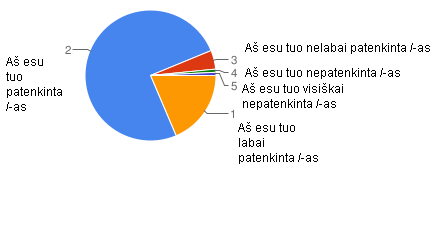 2
Aš esu
tuo
patenkinta
/-as
3
Aš esu tuo nelabai patenkinta /-as
4
Aš esu tuo nepatenkinta /-as
5
Aš esu tuo visiškai
nepatenkinta /-as
1
Aš esu tuo
labai
patenkinta /-as